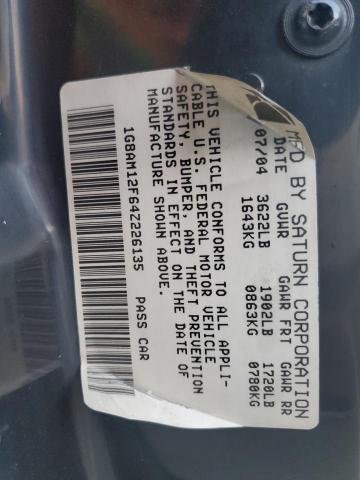 MFD BY SATURN CORPORATION
DATE GVWR GAWR FRT GAWR RR
/07/04 3622LB 1902LB 1720LB
1643KG 0863KG 0780KG
THIS VEHICLE CONFORMS TO ALL APPLI-
CABLE U.S. FEDERAL MOTOR VEHICLE
SAFETY, BUMPER, AND THEFT PREVENTION
STANDARDS IN EFFECT ON THE DATE OF
MANUFACTURE SHOWN ABOVE.
1G8AM12F64Z226135 PASS CAR